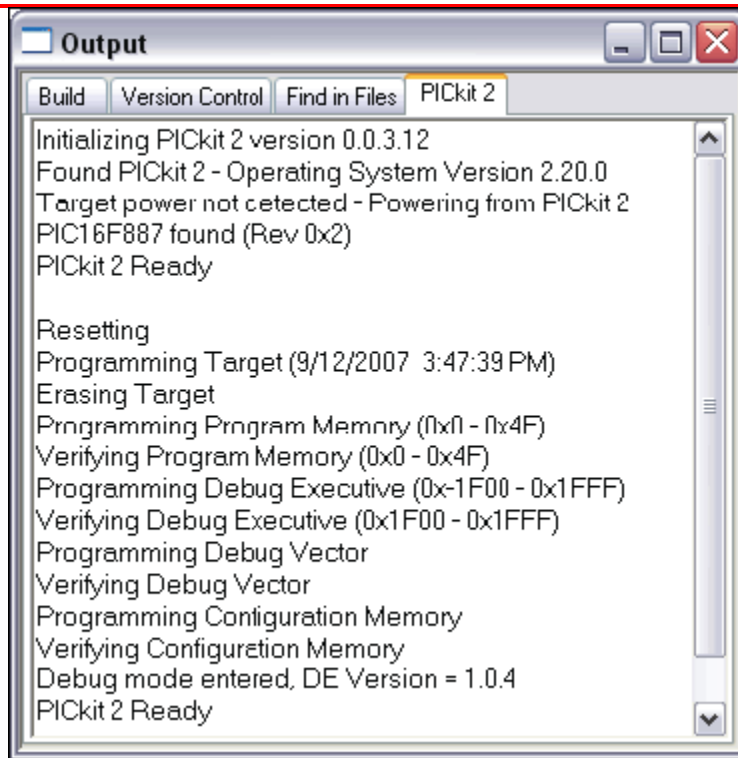 Output
Build Version Control Find in Files PICkit 2
Initializing PICkit 2 version 0.0.3.12
Found PICkit 2 - Operating System Version 2.20.0
Target power not cetected - Powering from PICkit 2
PIC16F887 found (Rev 0x2)
PICkit 2 Ready
Resetting
Programming Target (9/12/2007 3:47:39 PM)
Erasing Target
Programming Program Memory (0x0 - 0x4F)
Verifying Program Memory (0x0 - 0x4F)
Programming Debug Executive (0x-1F00 - 0x1FFF)
Verifying Debug Executive (0x1F00 - 0x1FFF)
Programming Debug Vector
Verifying Debug Vector
Programming Configuration Memory
Verifying Configuration Memory
Debug mode entered, DE Version = 1.0.4
PICkit 2 Ready